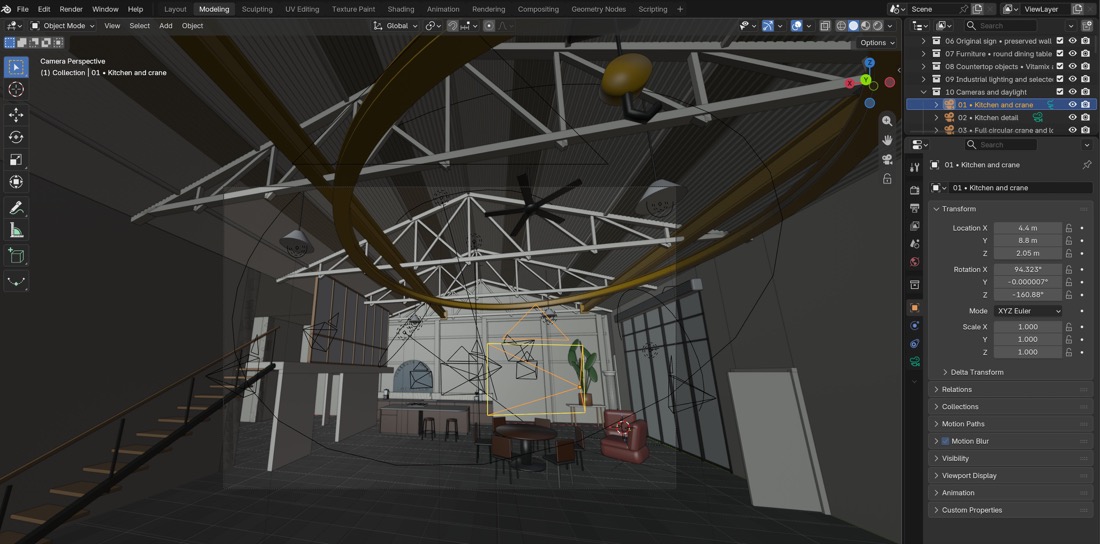 File Edit Render Window Help Layout Modeling Sculpting UV Editing Texture Paint Shading Animation Rendering Compositing Geometry Nodes Scripting + Scene ViewLayer
Object Mode View Select Add Object Global Search
Options
Camera Perspective
(1) Collection | 01 • Kitchen and crane
X
Y
Z
06 Original sign • preserved wall
07 Furniture • round dining table
08 Countertop objects • Vitamix
09 Industrial lighting and selecte
10 Cameras and daylight
01 • Kitchen and crane
02 • Kitchen detail
03 • Full circular crane and lo
Search
01 • Kitchen and crane
01 • Kitchen and crane
Transform
Location X 4.4 m
Y 8.8 m
Z 2.05 m
Rotation X 94.323°
Y -0.000007°
Z -160.88°
Mode XYZ Euler
Scale X 1.000
Y 1.000
Z 1.000
Delta Transform
Relations
Collections
Motion Paths
Motion Blur
Visibility
Viewport Display
Animation
Custom Properties